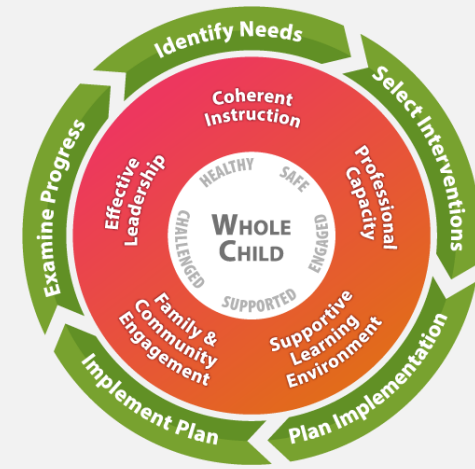 Identify Needs
Select Interventions
Plan Implementation
Implement Plan
Examine Progress
Coherent
Instruction
Professional
Capacity
Supportive
Learning
Environment
Family &
Community
Engagement
Effective
Leadership
HEALTHY
SAFE
ENGAGED
SUPPORTED
CHALLENGED
WHOLE
CHILD